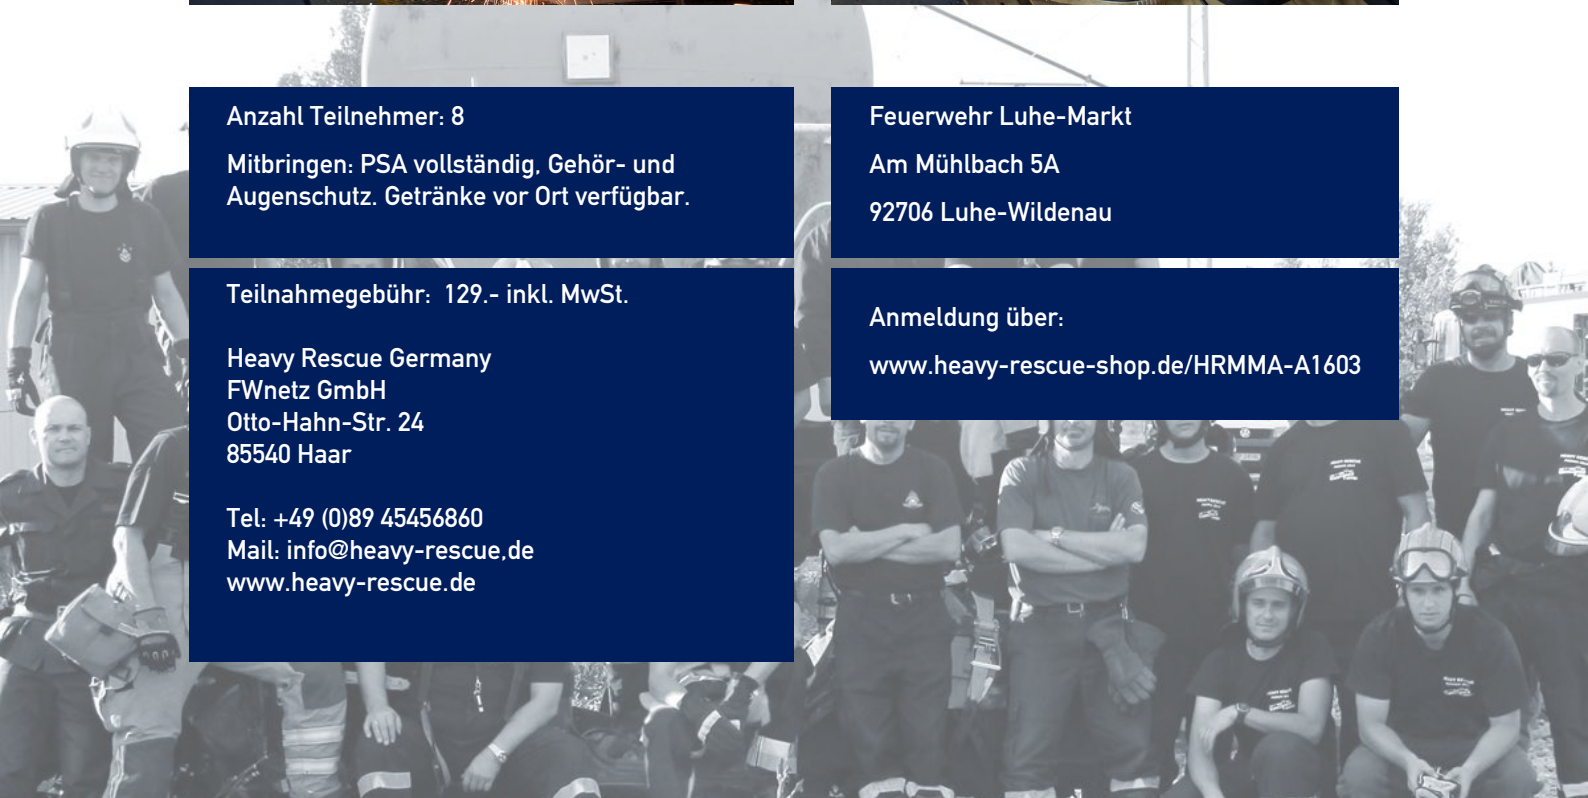 Anzahl Teilnehmer: 8
Mitbringen: PSA vollständig, Gehör- und
Augenschutz. Getränke vor Ort verfügbar.
Feuerwehr Luhe-Markt
Am Mühlbach 5A
92706 Luhe-Wildenau
Teilnahmegebühr:  129.- inkl. MwSt.
Heavy Rescue Germany
FWnetz GmbH
Otto-Hahn-Str. 24
85540 Haar
Tel: +49 (0)89 45456860
Mail: info@heavy-rescue,de
www.heavy-rescue.de
Anmeldung über:
www.heavy-rescue-shop.de/HRMMA-A1603